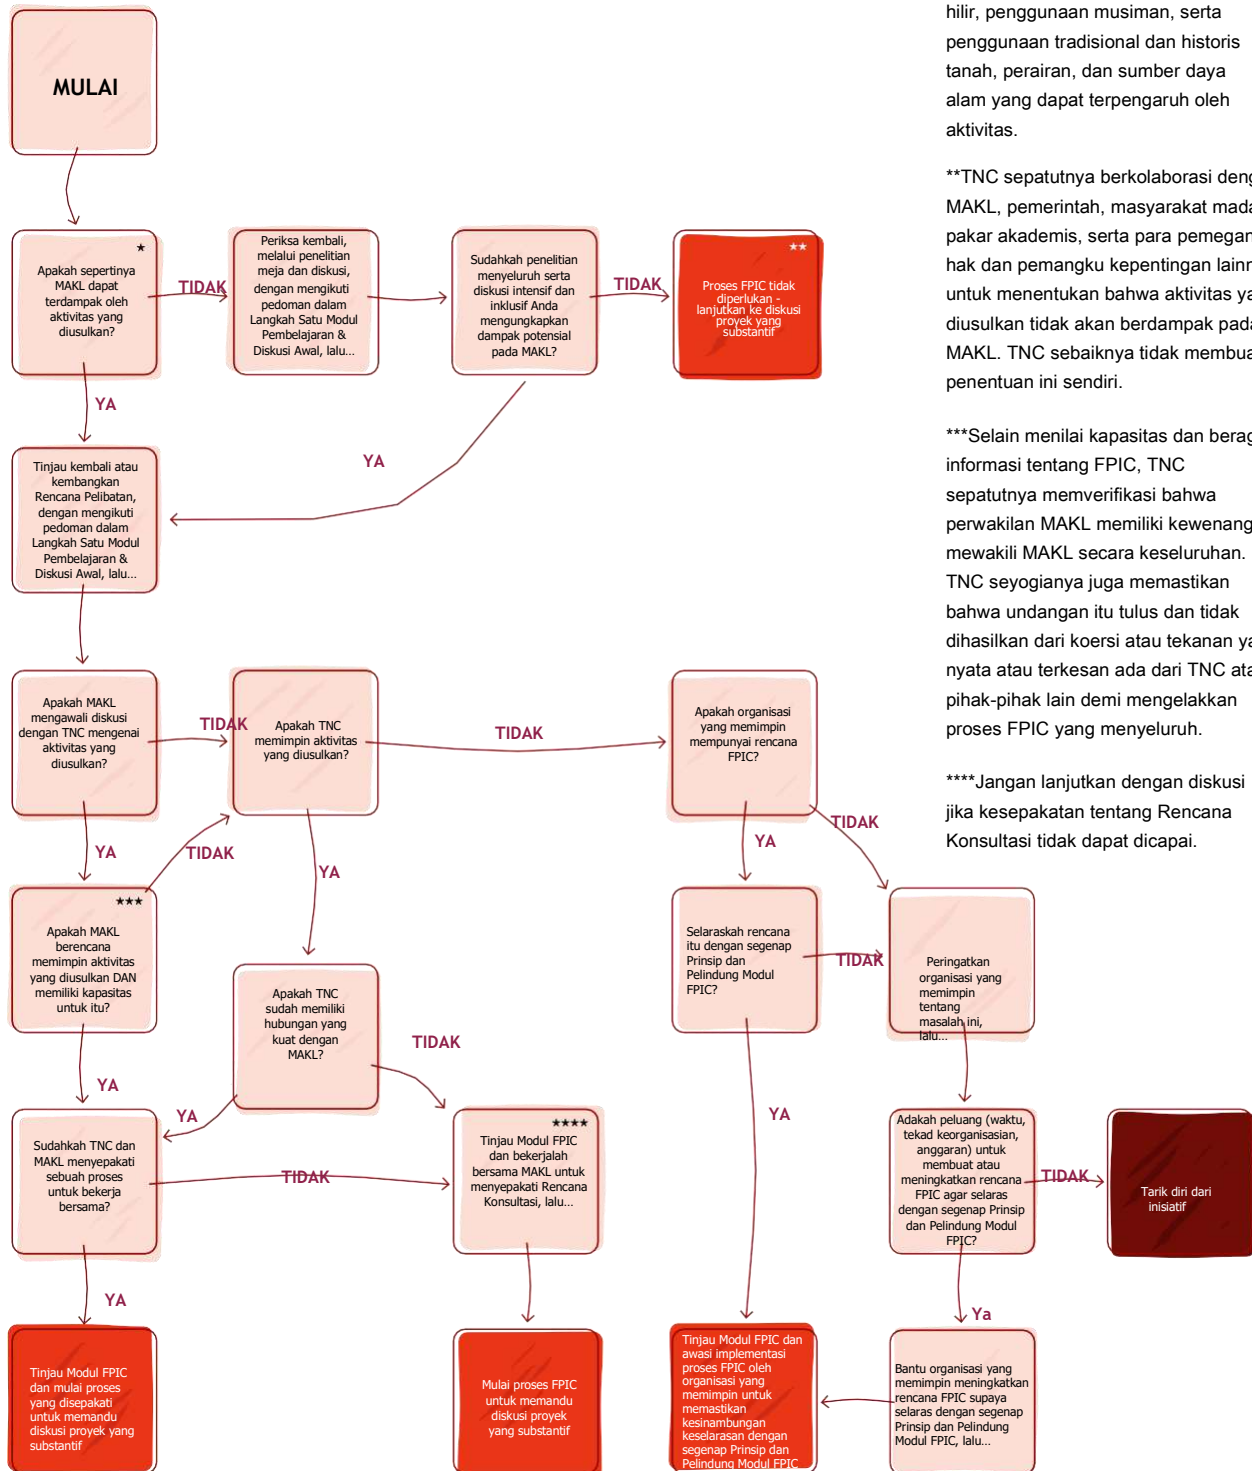 MULAI
★
Apakah sepertinya
MAKL dapat
terdampak oleh
aktivitas yang
diusulkan?
TIDAK
Periksa kembali,
melalui penelitian
meja dan diskusi,
dengan mengikuti
pedoman dalam
Langkah Satu Modul
Pembelajaran &
Diskusi Awal, lalu...
Sudahkah penelitian
menyeluruh serta
diskusi intensif dan
inklusif Anda
mengungkapkan
dampak potensial
pada MAKL?
TIDAK
★★
Proses FPIC tidak
diperlukan -
lanjutkan ke diskusi
proyek yang
substantif
YA
YA
Tinjau kembali atau
kembangkan
Rencana Pelibatan,
dengan mengikuti
pedoman dalam
Langkah Satu Modul
Pembelajaran &
Diskusi Awal, lalu...
Apakah MAKL
mengawali diskusi
dengan TNC mengenai
aktivitas yang
diusulkan?
TIDAK
Apakah TNC
memimpin aktivitas
yang diusulkan?
TIDAK
Apakah organisasi
yang memimpin
mempunyai rencana
FPIC?
YA
TIDAK
YA
YA
TIDAK
★★★
Apakah MAKL
berencana
memimpin aktivitas
yang diusulkan DAN
memiliki kapasitas
untuk itu?
Apakah TNC
sudah memiliki
hubungan yang
kuat dengan
MAKL?
Selaraskah rencana
itu dengan segenap
Prinsip dan
Pelindung Modul
FPIC?
TIDAK
Peringatkan
organisasi yang
memimpin
tentang
masalah ini,
lalu...
YA
YA
TIDAK
YA
Sudahkah TNC dan
MAKL menyepakati
sebuah proses
untuk bekerja
bersama?
TIDAK
★★★★
Tinjau Modul FPIC
dan bekerjalah
bersama MAKL untuk
menyepakati Rencana
Konsultasi, lalu...
Adakah peluang (waktu,
tekad keorganisasian,
anggaran) untuk
membuat atau
meningkatkan rencana
FPIC agar selaras
dengan segenap Prinsip
dan Pelindung Modul
FPIC?
TIDAK
Tarik diri dari
inisiatif
YA
Ya
Tinjau Modul FPIC
dan mulai proses
yang disepakati
untuk memandu
diskusi proyek yang
substantif
Mulai proses FPIC
untuk memandu
diskusi proyek
yang substantif
Tinjau Modul FPIC dan
awasi implementasi
proses FPIC oleh
organisasi yang
memimpin untuk
memastikan
kesinambungan
keselarasan dengan
segenap Prinsip dan
Pelindung Modul FPIC
Bantu organisasi yang
memimpin meningkatkan
rencana FPIC supaya
selaras dengan segenap
Prinsip dan Pelindung
Modul FPIC, lalu...
hilir, penggunaan musiman, serta
penggunaan tradisional dan historis
tanah, perairan, dan sumber daya
alam yang dapat terpengaruh oleh
aktivitas.
**TNC sepatutnya berkolaborasi
MAKL, pemerintah, masyarakat
pakar akademis, serta para
hak dan pemangku kepentingan
untuk menentukan bahwa aktivitas
diusulkan tidak akan berdampak
MAKL. TNC sebaiknya tidak
penentuan ini sendiri.
***Selain menilai kapasitas dan
informasi tentang FPIC, TNC
sepatutnya memverifikasi bahwa
perwakilan MAKL memiliki
mewakili MAKL secara keseluruhan.
TNC seyogianya juga memastikan
bahwa undangan itu tulus dan tidak
dihasilkan dari koersi atau tekanan
nyata atau terkesan ada dari TNC
pihak-pihak lain demi mengelakkan
proses FPIC yang menyeluruh.
****Jangan lanjutkan dengan diskusi
jika kesepakatan tentang Rencana
Konsultasi tidak dapat dicapai.